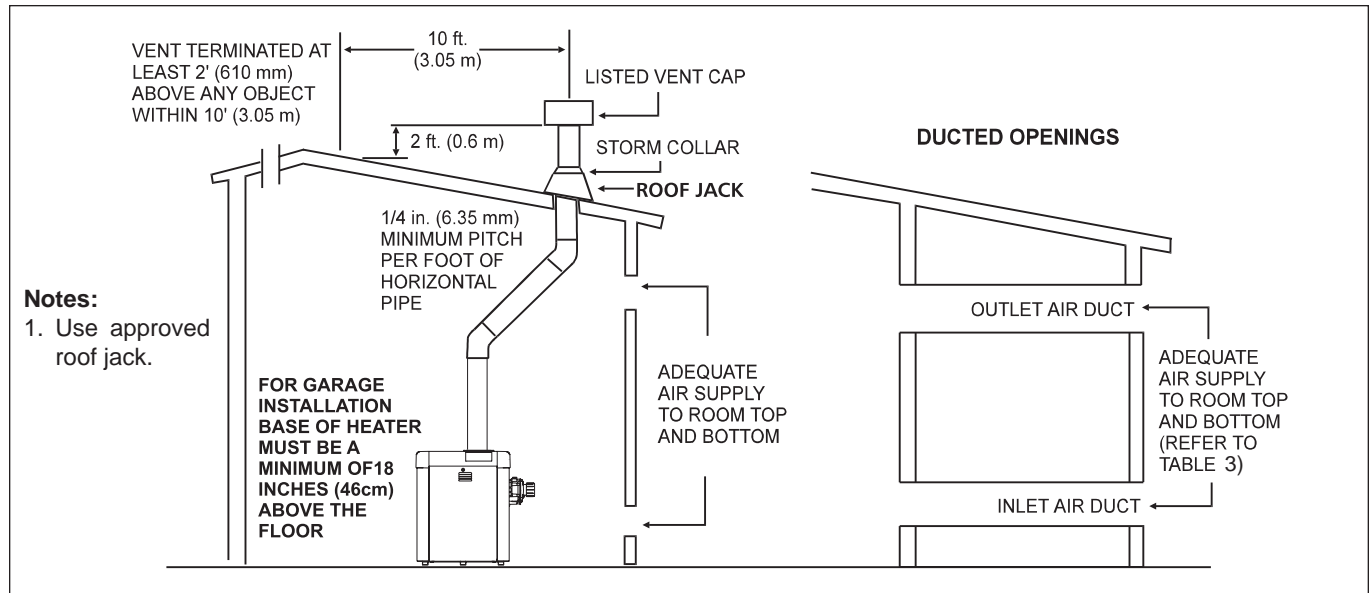 VENT TERMINATED AT
LEAST 2' (610 mm)
ABOVE ANY OBJECT
WITHIN 10' (3.05 m)
10 ft.
(3.05 m)
LISTED VENT CAP
2 ft. (0.6 m)
STORM COLLAR
ROOF JACK
1/4 in. (6.35 mm)
MINIMUM PITCH
PER FOOT OF
HORIZONTAL
PIPE
Notes:
1. Use approved
roof jack.
FOR GARAGE
INSTALLATION
BASE OF HEATER
MUST BE A
MINIMUM OF18
INCHES (46cm)
ABOVE THE
FLOOR
ADEQUATE
AIR SUPPLY
TO ROOM TOP
AND BOTTOM
DUCTED OPENINGS
OUTLET AIR DUCT
ADEQUATE
AIR SUPPLY
TO ROOM TOP
AND BOTTOM
(REFER TO
TABLE 3)
INLET AIR DUCT